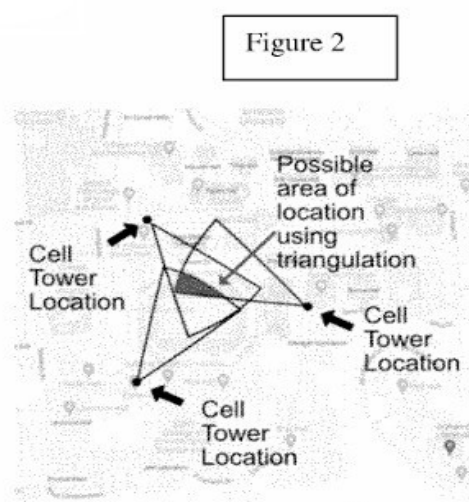 Figure 2
Possible
area of
location
using
triangulation
Cell
Tower
Location
Cell
Tower
Location
Cell
Tower
Location